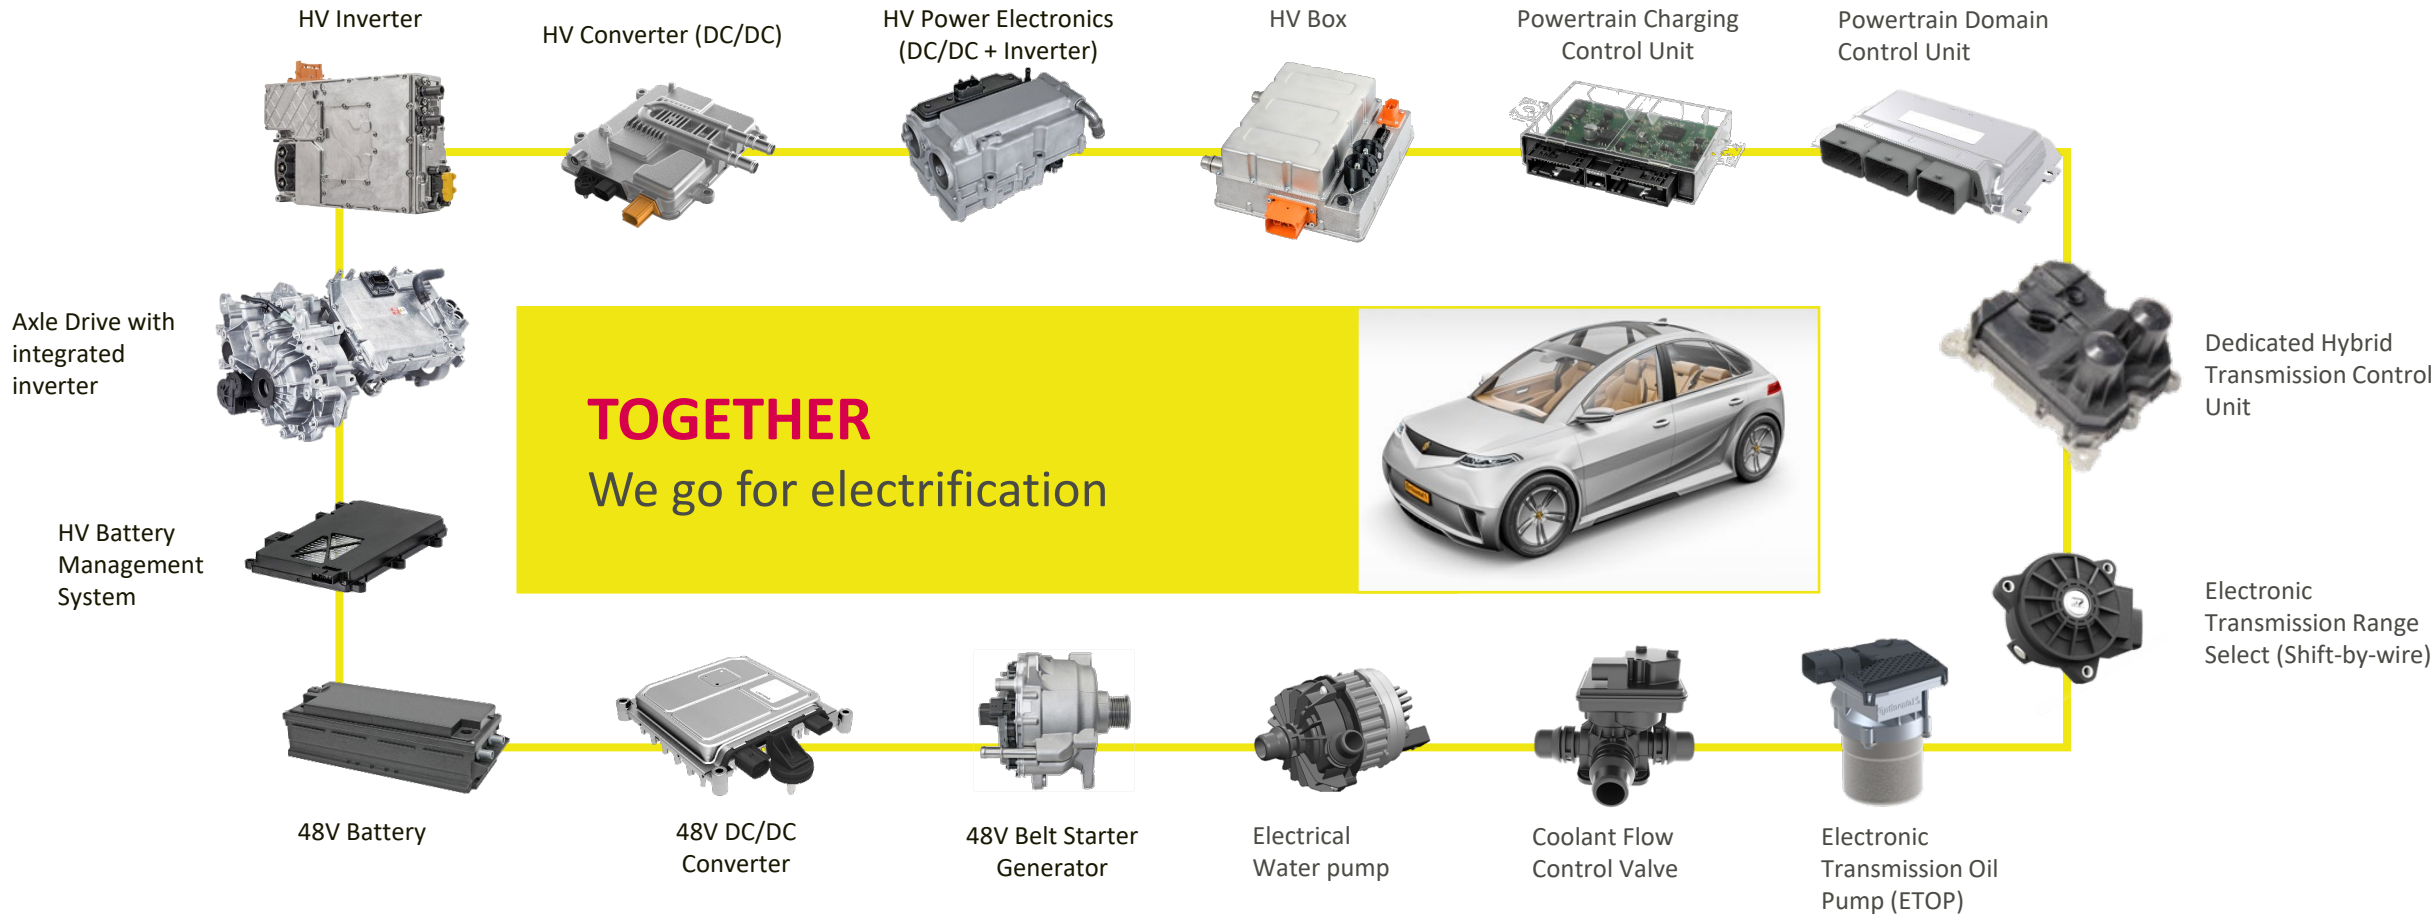 HV Inverter
HV Converter (DC/DC)
HV Power Electronics
(DC/DC + Inverter)
HV Box
Powertrain Charging
Control Unit
Powertrain Domain
Control Unit
Axle Drive with
integrated
inverter
TOGETHER
We go for electrification
Dedicated Hybrid
Transmission Control
Unit
HV Battery
Management
System
Electronic
Transmission Range
Select (Shift-by-wire)
48V Battery
48V DC/DC
Converter
48V Belt Starter
Generator
Electrical
Water pump
Coolant Flow
Control Valve
Electronic
Transmission Oil
Pump (ETOP)